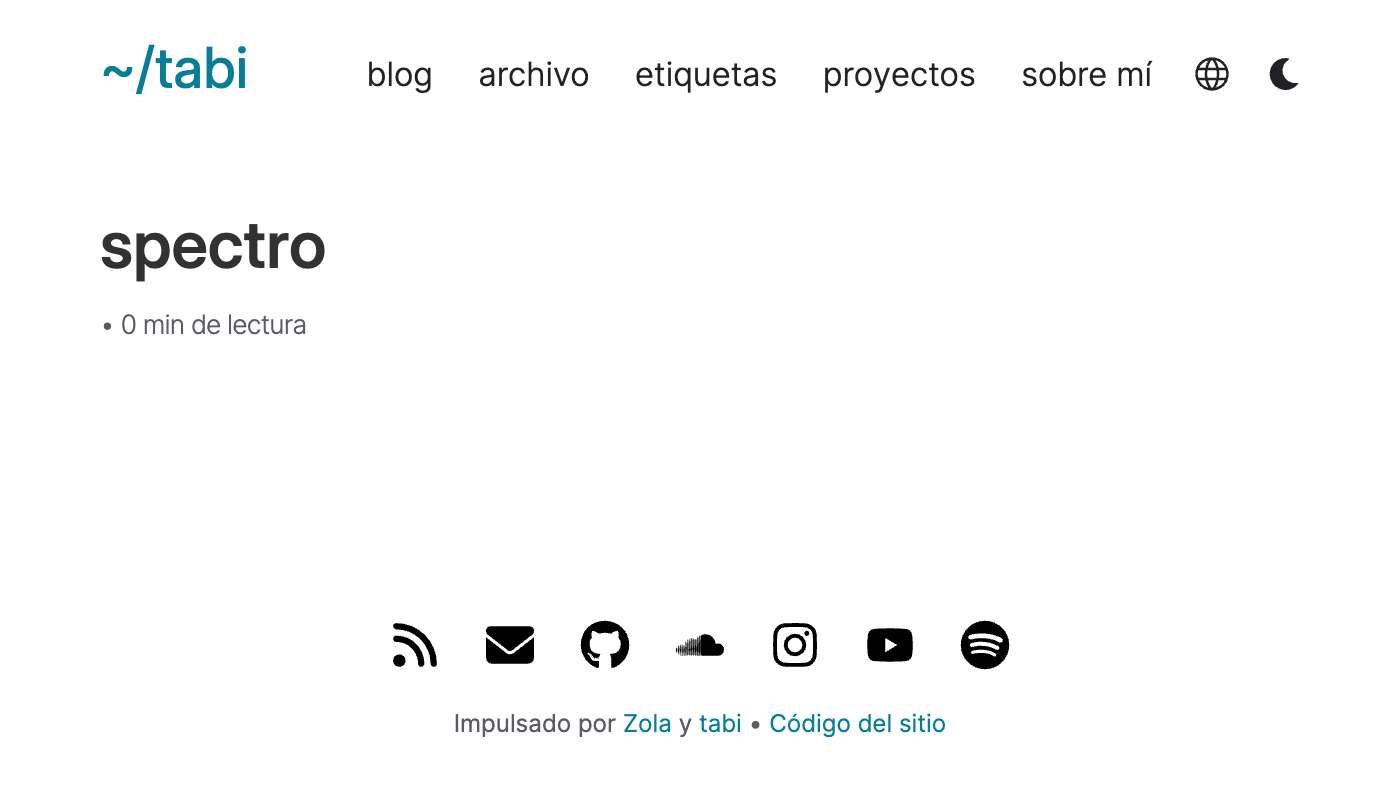 ~/tabi blog archivo etiquetas proyectos sobre mí
spectro
• 0 min de lectura
Impulsado por Zola y tabi • Código del sitio